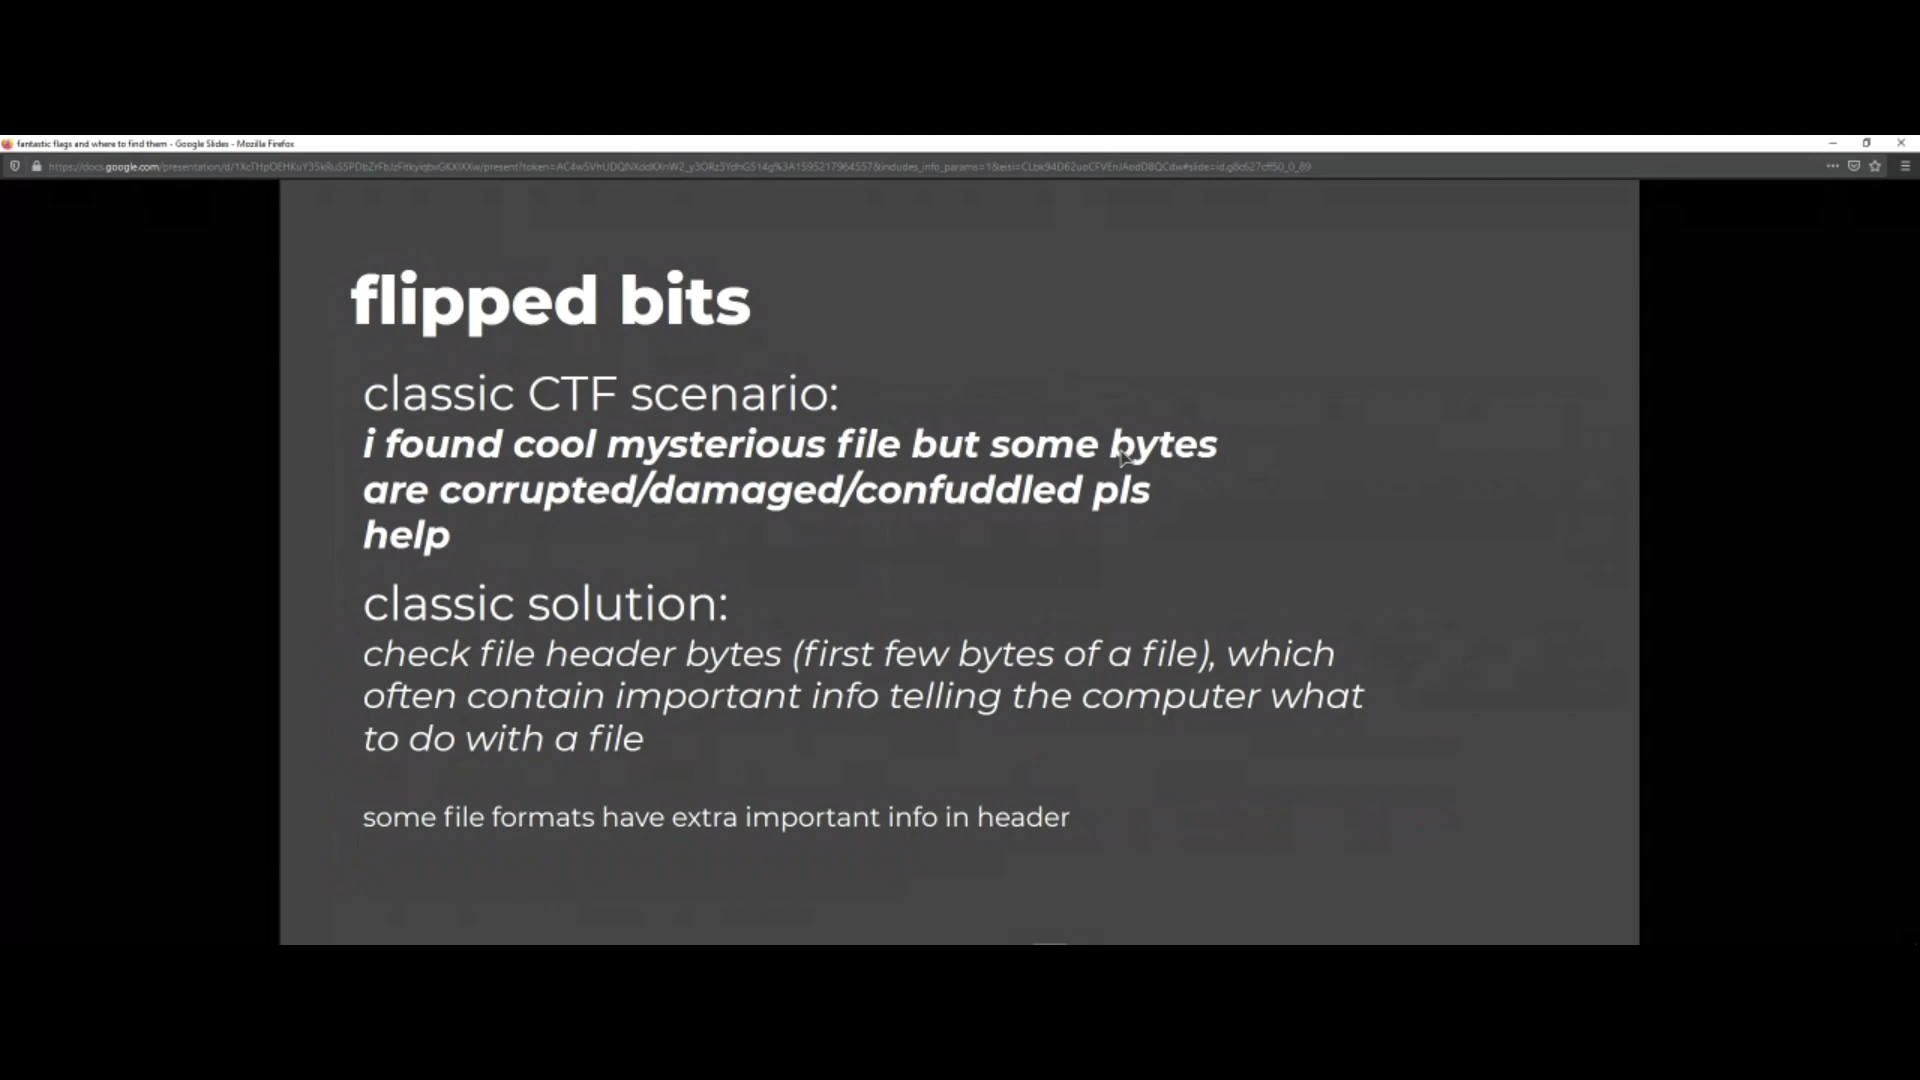 fantastic flags and where to find them - Google Slides - Mozilla Firefox
flipped bits
classic CTF scenario:
i found cool mysterious file but some bytes
are corrupted/damaged/confuddled pls
help
classic solution:
check file header bytes (first few bytes of a file), which
often contain important info telling the computer what
to do with a file
some file formats have extra important info in header